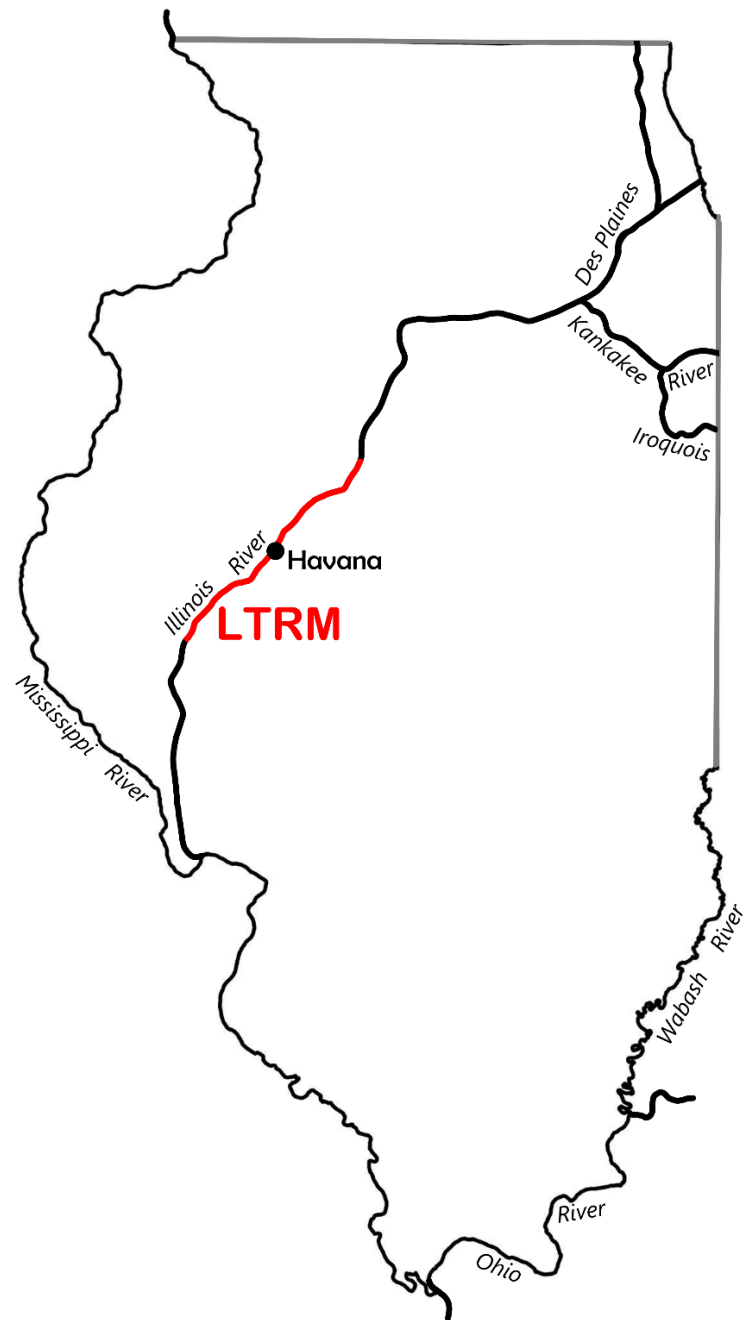 Des Plaines
Kankakee River
Iroquois
Illinois River
Havana
LTRM
Mississippi River
Wabash River
Ohio River